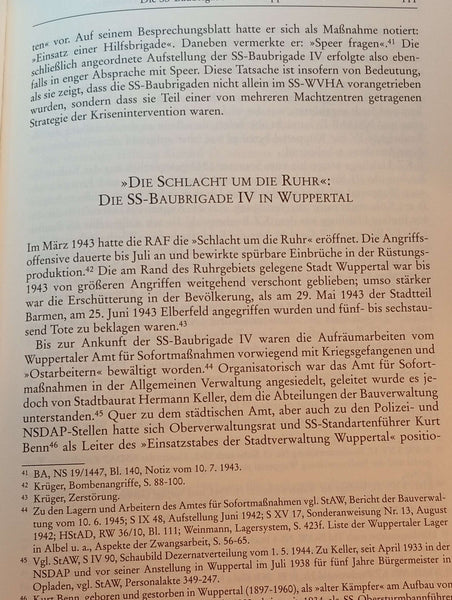 Die SS-Baubrigade
ten« vor. Auf seinem Besprechungsblatt hatte er sich als Maßnahme notiert:
»Einsatz einer Hilfsbrigade«. Daneben vermerkte er: »Speer fragen«.41 Die
schließlich angeordnete Aufstellung der SS-Baubrigade IV erfolgte also eben-
falls in enger Absprache mit Speer. Diese Tatsache ist insofern von Bedeutung,
als sie zeigt, dass die SS-Baubrigaden nicht allein im SS-WVHA vorangetrieben
wurden, sondern dass sie Teil einer von mehreren Machtzentren getragenen
Strategie der Krisenintervention waren.
»Die Schlacht um die Ruhr«:
Die SS-Baubrigade IV in Wuppertal
Im März 1943 hatte die RAF die »Schlacht um die Ruhr« eröffnet. Die Angriffs-
offensive dauerte bis Juli an und bewirkte spürbare Einbrüche in der Rüstungs-
produktion.42 Die am Rand des Ruhrgebiets gelegene Stadt Wuppertal war bis
1943 von größeren Angriffen weitgehend verschont geblieben; umso stärker
war die Erschütterung in der Bevölkerung, als am 29. Mai 1943 der Stadtteil
Barmen, am 25. Juni 1943 Elberfeld angegriffen wurden und fünf- bis sechstau-
send Tote zu beklagen waren.43
Bis zur Ankunft der SS-Baubrigade IV waren die Aufräumarbeiten vom
Wuppertaler Amt für Sofortmaßnahmen vorwiegend mit Kriegsgefangenen und
»Ostarbeitern« bewältigt worden.44 Organisatorisch war das Amt für Sofort-
maßnahmen in der Allgemeinen Verwaltung angesiedelt, geleitet wurde es je-
doch von Stadtbaurat Hermann Keller, dem die Abteilungen der Bauverwaltung
unterstanden.45 Quer zu dem städtischen Amt, aber auch zu den Polizei- und
NSDAP-Stellen hatte sich Oberverwaltungsrat und SS-Standartenführer Kurt
Benn46 als Leiter des »Einsatzstabes der Stadtverwaltung Wuppertal« positio-
41 BA, NS 19/1447, Bl. 140, Notiz vom 10. 7. 1943.
42 Krüger, Bombenangriffe, S. 88-100.
43 Krüger, Zerstörung.
44 Zu den Lagern und Arbeitern des Amtes für Sofortmaßnahmen vgl. StAW, Bericht der Bauverwal-
tung vom 10. 6. 1945; S IX 48, Aufstellung Juni 1942; S XV 17, Sonderanweisung Nr. 13, August
1942; HStAD, RW 36/10, Bl. 111; Weinmann, Lagersystem, S. 423f. Liste der Wuppertaler Lager
in Albel u. a., Aspekte der Zwangsarbeit, S. 56-65.
45 Vgl. StAW, S IV 90, Schaubild Dezernatverteilung vom 1. 5. 1944. Zu Keller, seit April 1933 in der
NSDAP und vor seiner Anstellung in Wuppertal im Juli 1938 für fünf Jahre Bürgermeister in
Opladen, vgl. StAW, Personalakte 347-249.
46 Kurt Benn, geboren und gestorben in Wuppertal (1897-1960), als »alter Kämpfer« am Aufbau von